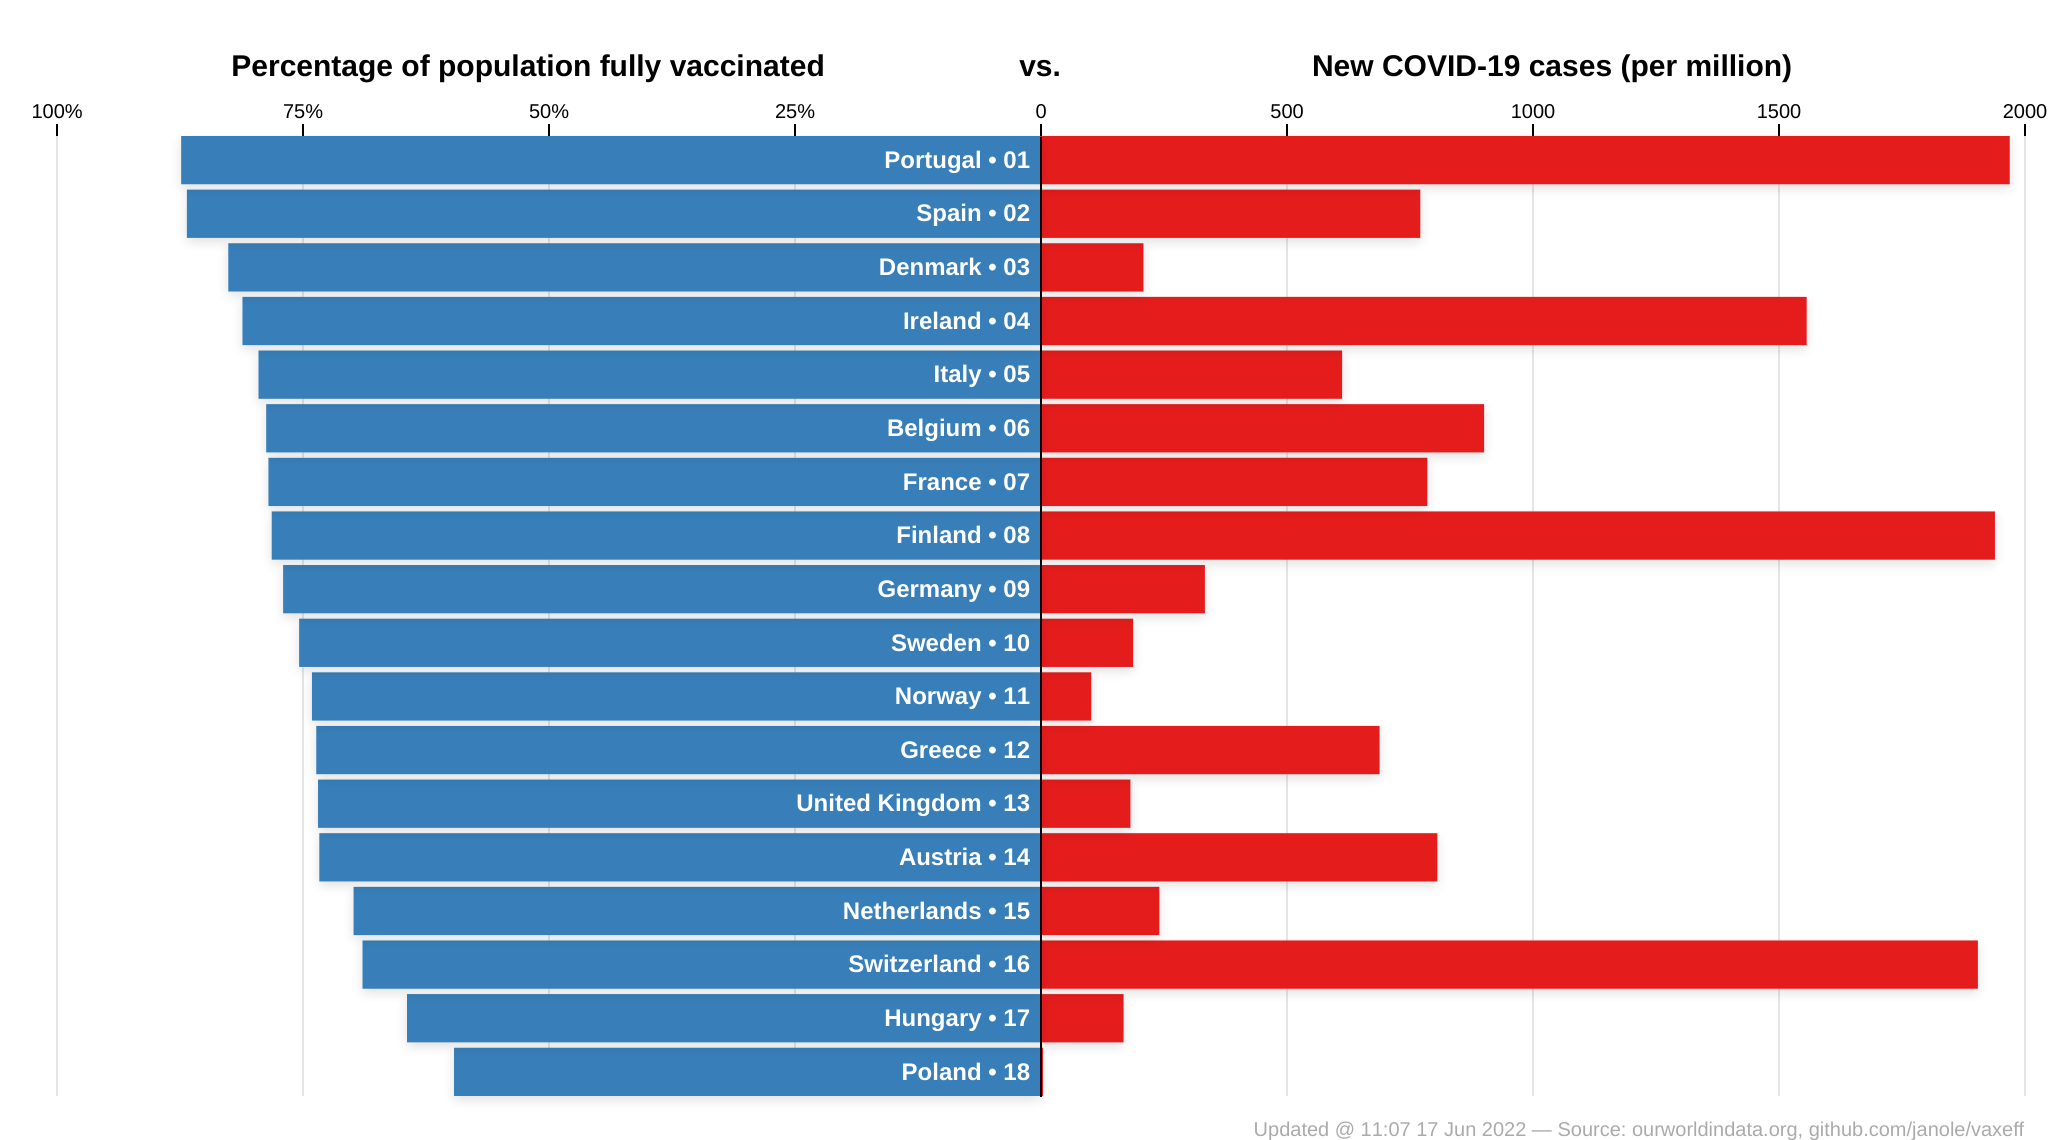 Percentage of population fully vaccinated vs. New COVID-19 cases (per million)
100% 75% 50% 25% 0 500 1000 1500 2000
Portugal • 01
Spain • 02
Denmark • 03
Ireland • 04
Italy • 05
Belgium • 06
France • 07
Finland • 08
Germany • 09
Sweden • 10
Norway • 11
Greece • 12
United Kingdom • 13
Austria • 14
Netherlands • 15
Switzerland • 16
Hungary • 17
Poland • 18
Updated @ 11:07 17 Jun 2022 — Source: ourworldindata.org, github.com/janole/vaxeff